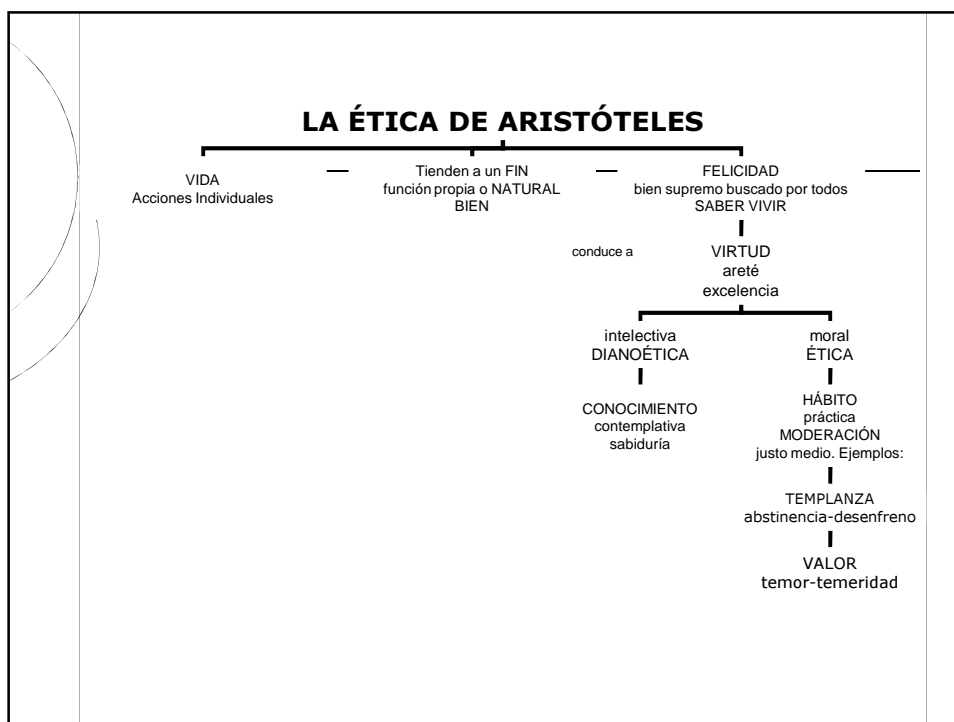 LA ÉTICA DE ARISTÓTELES
VIDA
Acciones Individuales
Tienden a un FIN
función propia o NATURAL
BIEN
FELICIDAD
bien supremo buscado por todos
SABER VIVIR
conduce a
VIRTUD
areté
excelencia
intelectiva
DIANOÉTICA
CONOCIMIENTO
contemplativa
sabiduría
moral
ÉTICA
HÁBITO
práctica
MODERACIÓN
justo medio. Ejemplos:
TEMPLANZA
abstinencia-desenfreno
VALOR
temor-temeridad